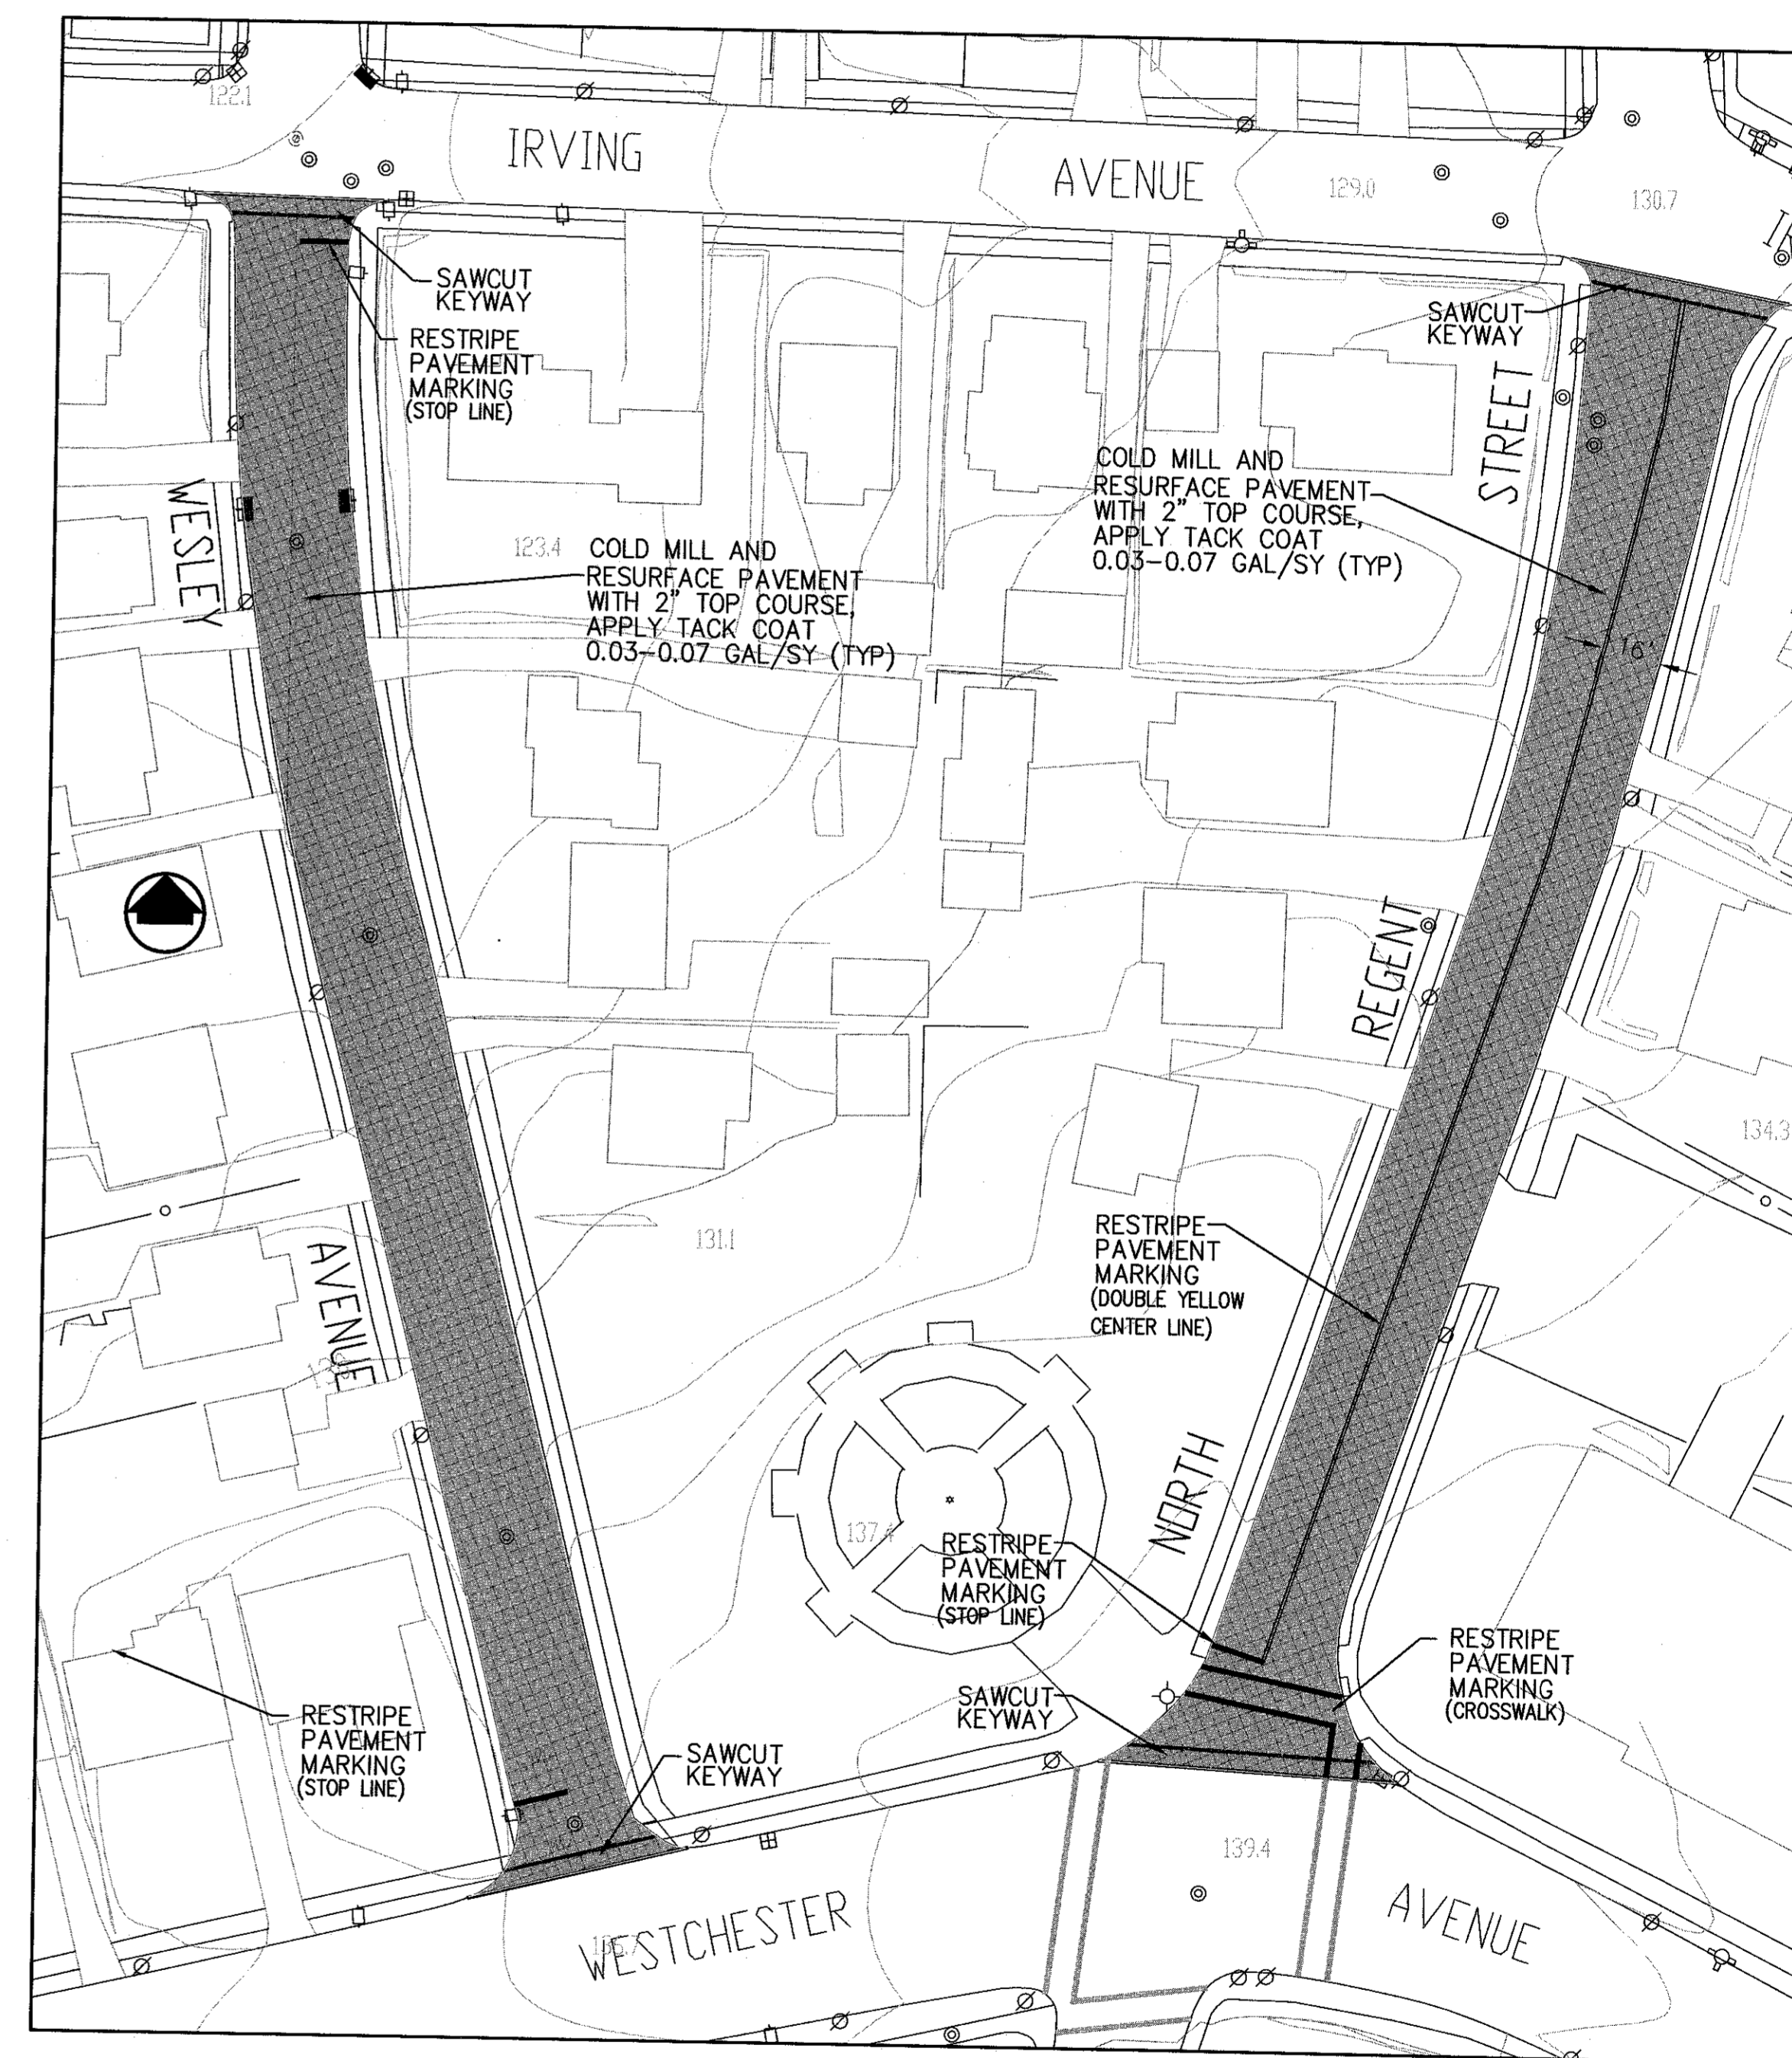 122.1
IRVING
AVENUE
129.0
130.7
SAWCUT
KEYWAY
RESTRIPE
PAVEMENT
MARKING
(STOP LINE)
SAWCUT
KEYWAY
STREET
WESLEY
123.4
COLD MILL AND
RESURFACE PAVEMENT
WITH 2" TOP COURSE,
APPLY TACK COAT
0.03-0.07 GAL/SY (TYP)
COLD MILL AND
RESURFACE PAVEMENT
WITH 2" TOP COURSE,
APPLY TACK COAT
0.03-0.07 GAL/SY (TYP)
16'
REGENT
134.3
131.1
AVENUE
RESTRIPE
PAVEMENT
MARKING
(DOUBLE YELLOW
CENTER LINE)
NORTH
137.4
RESTRIPE
PAVEMENT
MARKING
(STOP LINE)
RESTRIPE
PAVEMENT
MARKING
(CROSSWALK)
SAWCUT
KEYWAY
RESTRIPE
PAVEMENT
MARKING
(STOP LINE)
SAWCUT
KEYWAY
139.4
WESTCHESTER
AVENUE